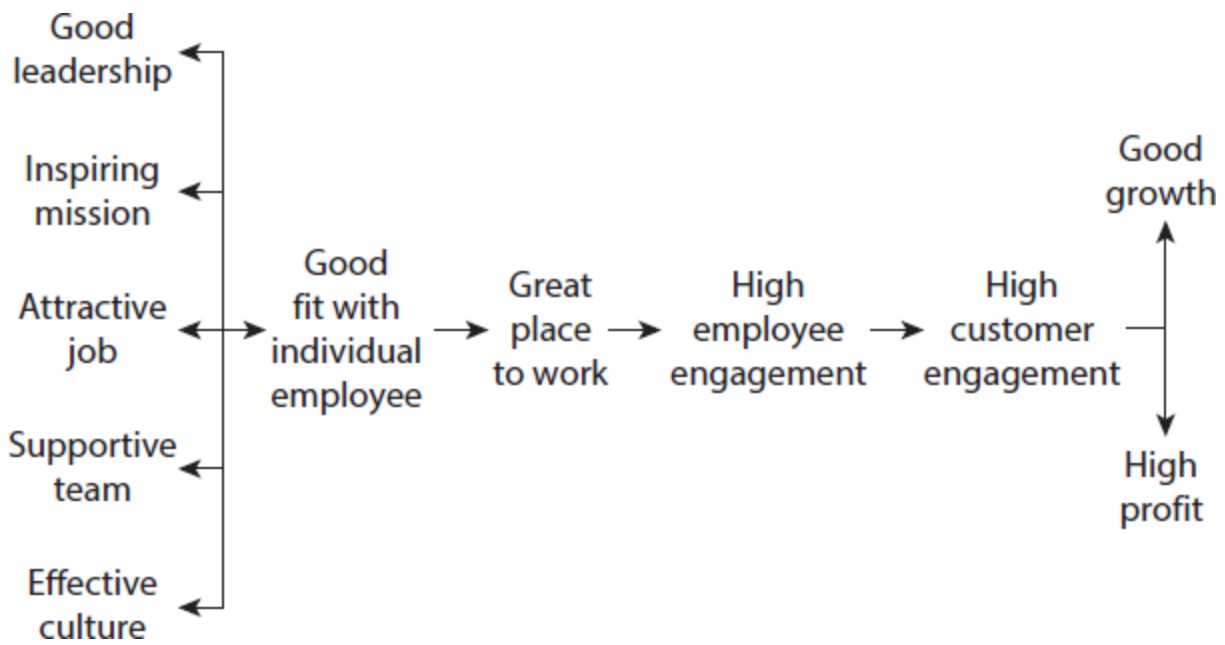 Good
leadership
Inspiring
mission
Attractive
job
Supportive
team
Effective
culture
Good
fit with
individual
employee
Great
place
to work
High
employee
engagement
High
customer
engagement
Good
growth
High
profit